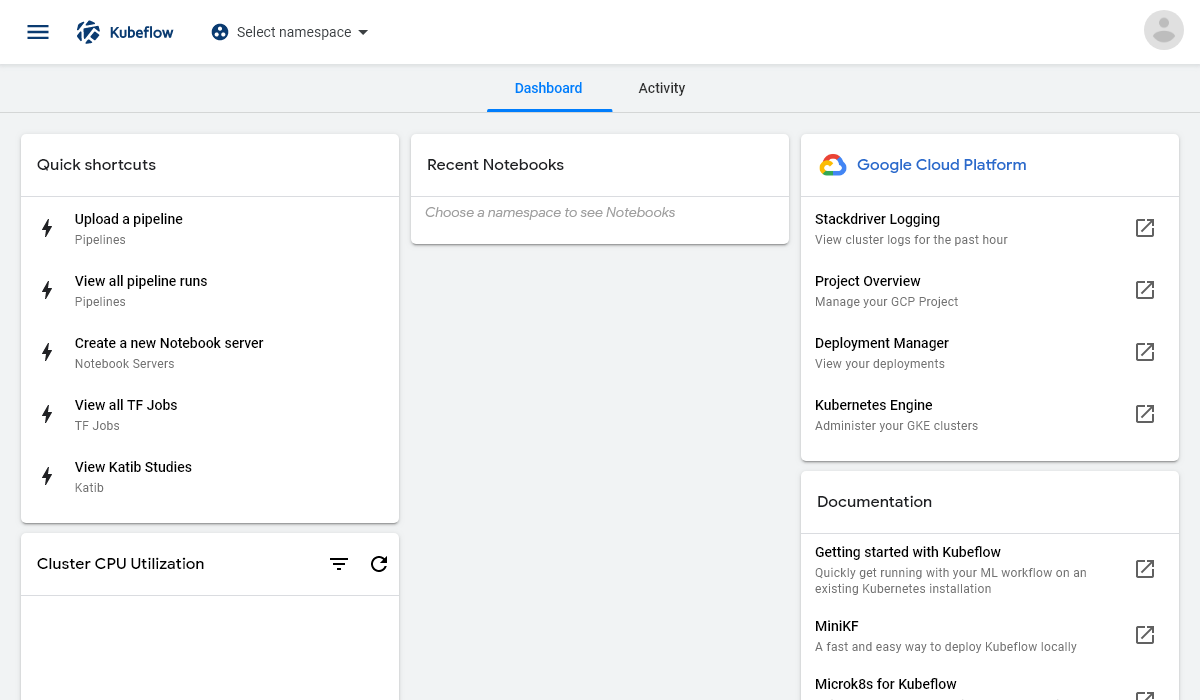 Kubeflow
Select namespace
Dashboard
Activity
Quick shortcuts
Upload a pipeline
Pipelines
View all pipeline runs
Pipelines
Create a new Notebook server
Notebook Servers
View all TF Jobs
TF Jobs
View Katib Studies
Katib
Cluster CPU Utilization
Recent Notebooks
Choose a namespace to see Notebooks
Google Cloud Platform
Stackdriver Logging
View cluster logs for the past hour
Project Overview
Manage your GCP Project
Deployment Manager
View your deployments
Kubernetes Engine
Administer your GKE clusters
Documentation
Getting started with Kubeflow
Quickly get running with your ML workflow on an
existing Kubernetes installation
MiniKF
A fast and easy way to deploy Kubeflow locally
Microk8s for Kubeflow